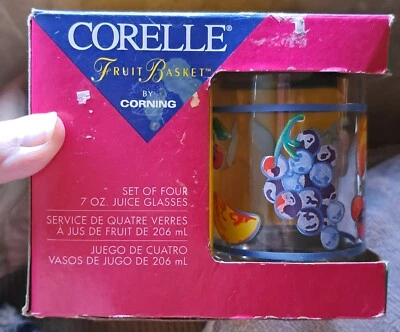 CORELLE®
FRUIT BASKET™
BY
CORNING
SET OF FOUR
7 OZ. JUICE GLASSES
SERVICE DE QUATRE VERRES
À JUS DE FRUIT DE 206 mL
JUEGO DE CUATRO
VASOS DE JUGO DE 206 mL